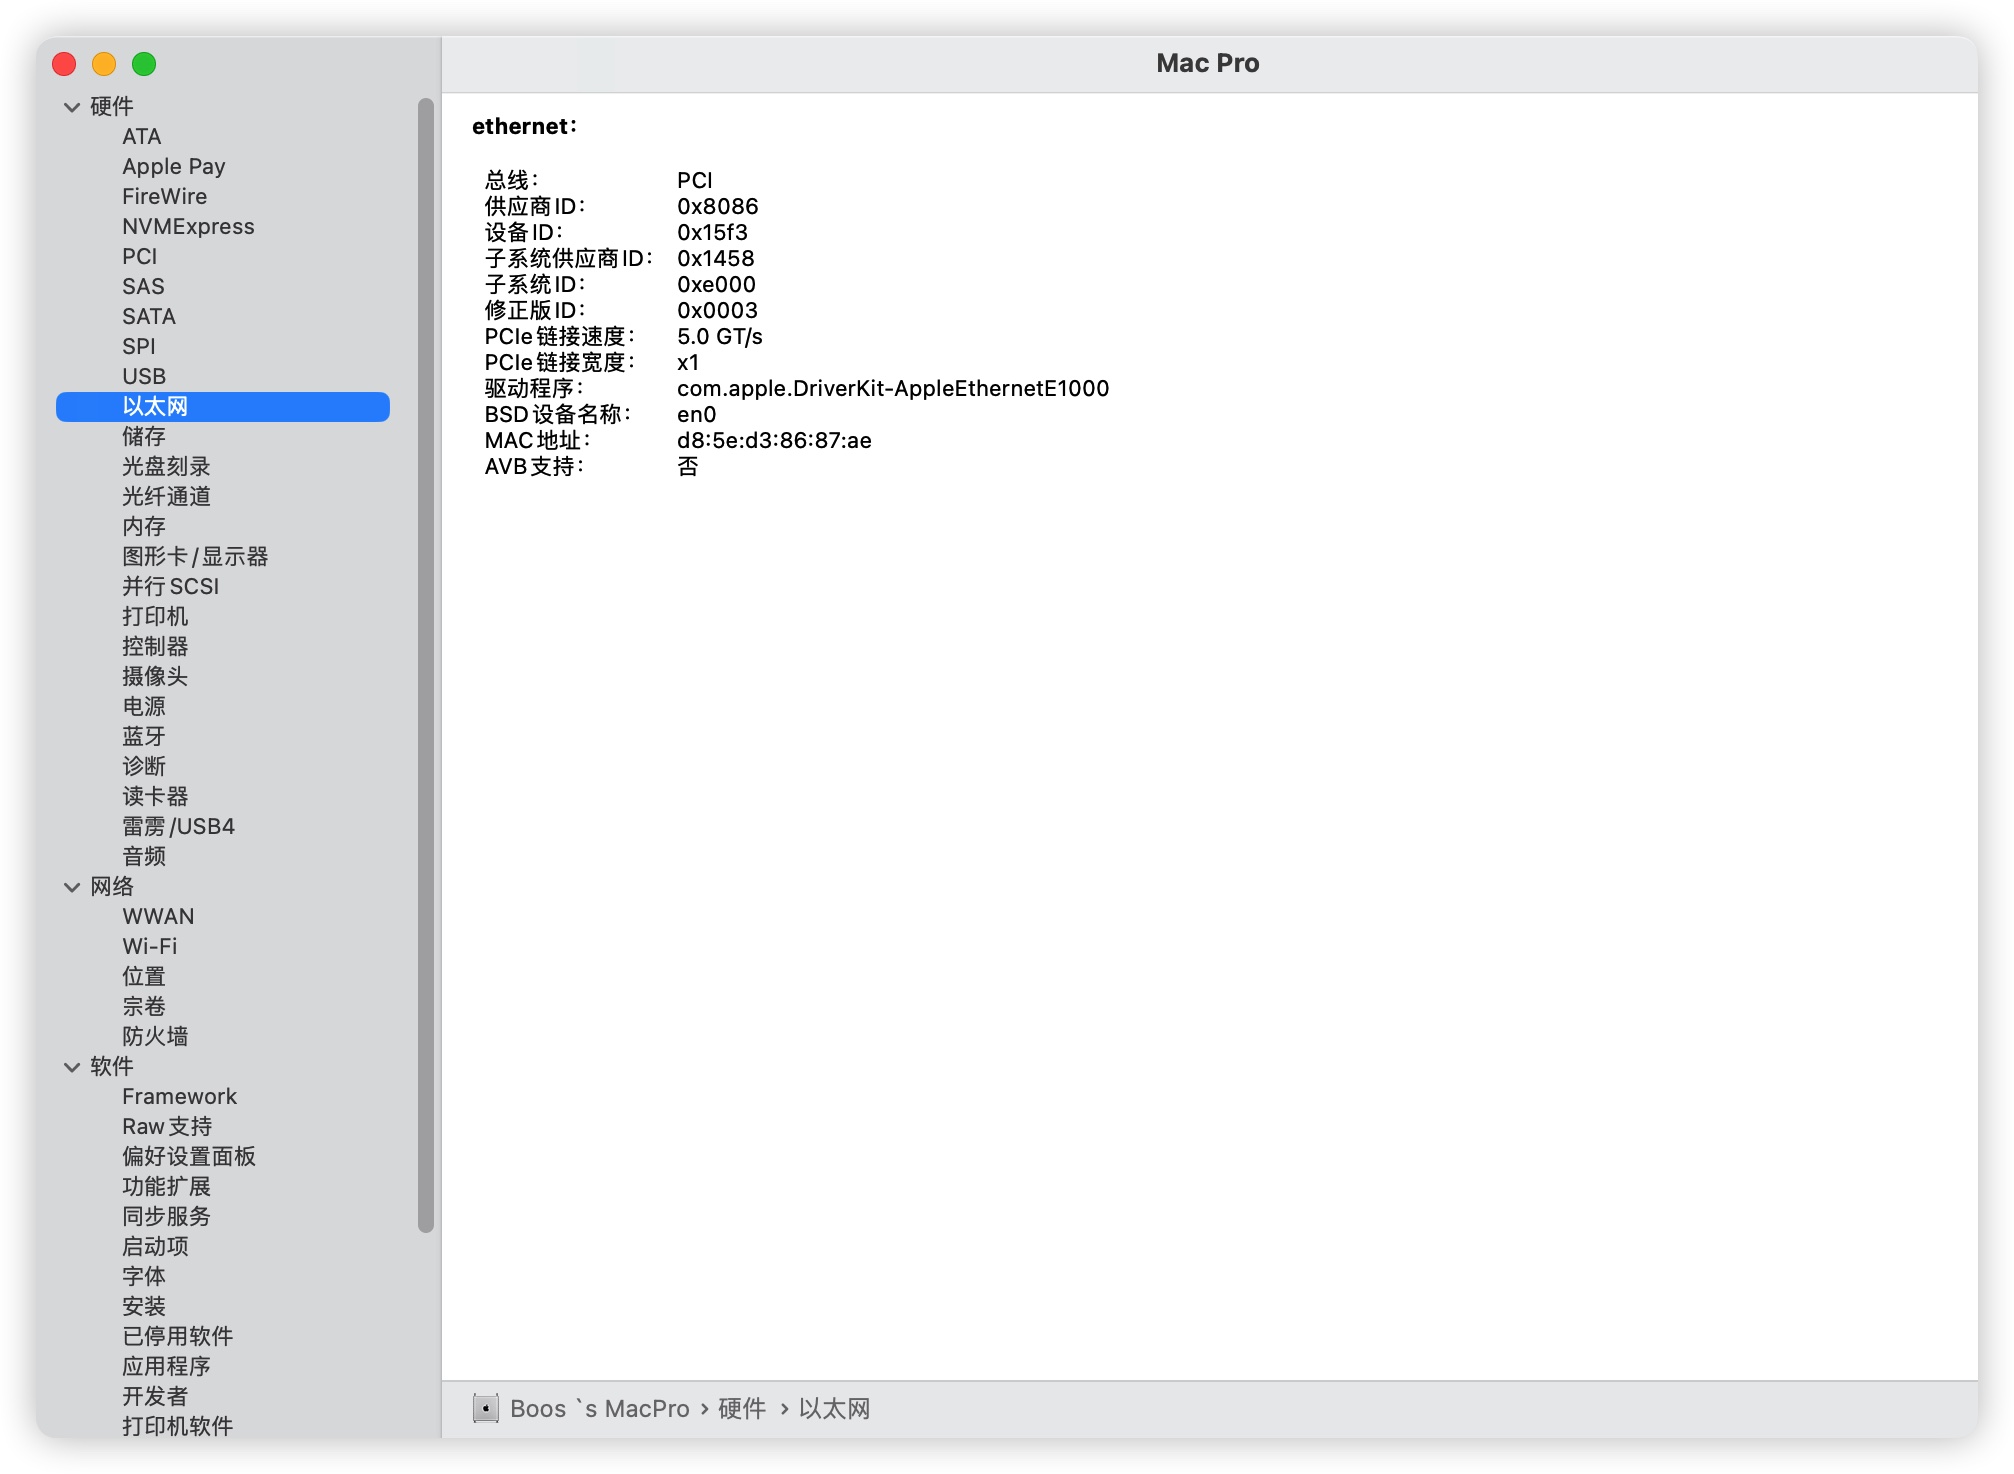 Mac Pro
硬件
ATA
Apple Pay
FireWire
NVMExpress
PCI
SAS
SATA
SPI
USB
以太网
储存
光盘刻录
光纤通道
内存
图形卡/显示器
并行SCSI
打印机
控制器
摄像头
电源
蓝牙
诊断
读卡器
雷雳/USB4
音频
网络
WWAN
Wi-Fi
位置
宗卷
防火墙
软件
Framework
Raw支持
偏好设置面板
功能扩展
同步服务
启动项
字体
安装
已停用软件
应用程序
开发者
打印机软件
ethernet：
总线： PCI
供应商ID： 0x8086
设备ID： 0x15f3
子系统供应商ID： 0x1458
子系统ID： 0xe000
修正版ID： 0x0003
PCIe链接速度： 5.0 GT/s
PCIe链接宽度： x1
驱动程序： com.apple.DriverKit-AppleEthernetE1000
BSD设备名称： en0
MAC地址： d8:5e:d3:86:87:ae
AVB支持： 否
Boos `s MacPro › 硬件 › 以太网